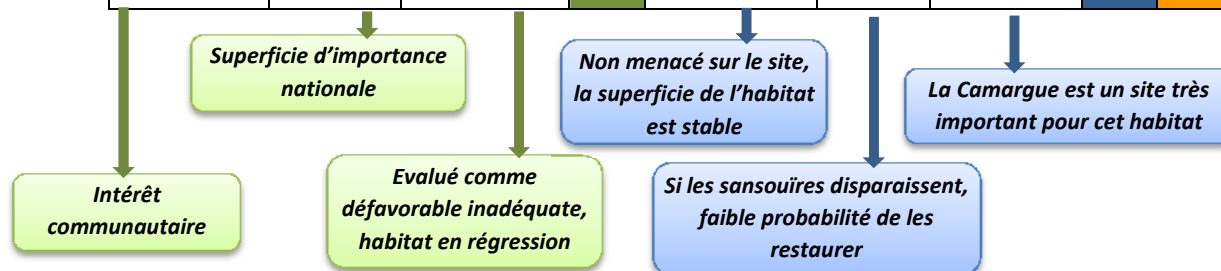 Superficie d’importance
nationale
Non menacé sur le site,
la superficie de l’habitat
est stable
La Camargue est un site très
important pour cet habitat
Intérêt
communautaire
Evalué comme
défavorable inadéquate,
habitat en régression
Si les sansouïres disparaissent,
faible probabilité de les
restaurer